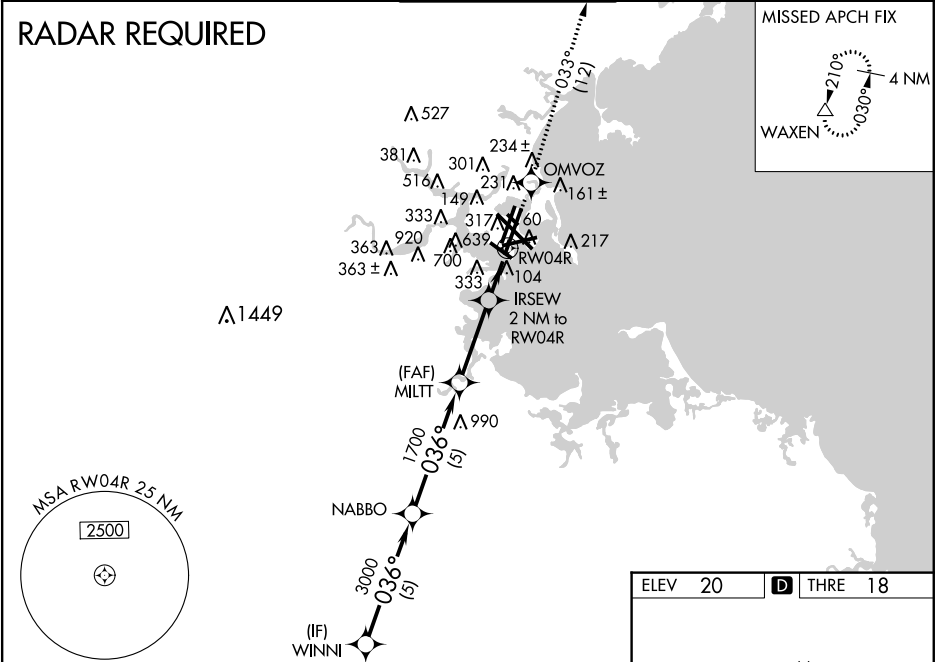 RADAR REQUIRED
MISSED APCH FIX
210°
4 NM
030°
WAXEN
033°
(12)
527
381
301
234 ±
OMVOZ
516
231
161 ±
149
333
317
60
363
920
639
217
700
RW04R
363 ±
333
104
IRSEW
2 NM to
RW04R
1449
(FAF)
MILTT
990
1700
036°
(5)
MSA RW04R 25 NM
2500
NABBO
3000
036°
(5)
(IF)
WINNI
ELEV 20 D THRE 18